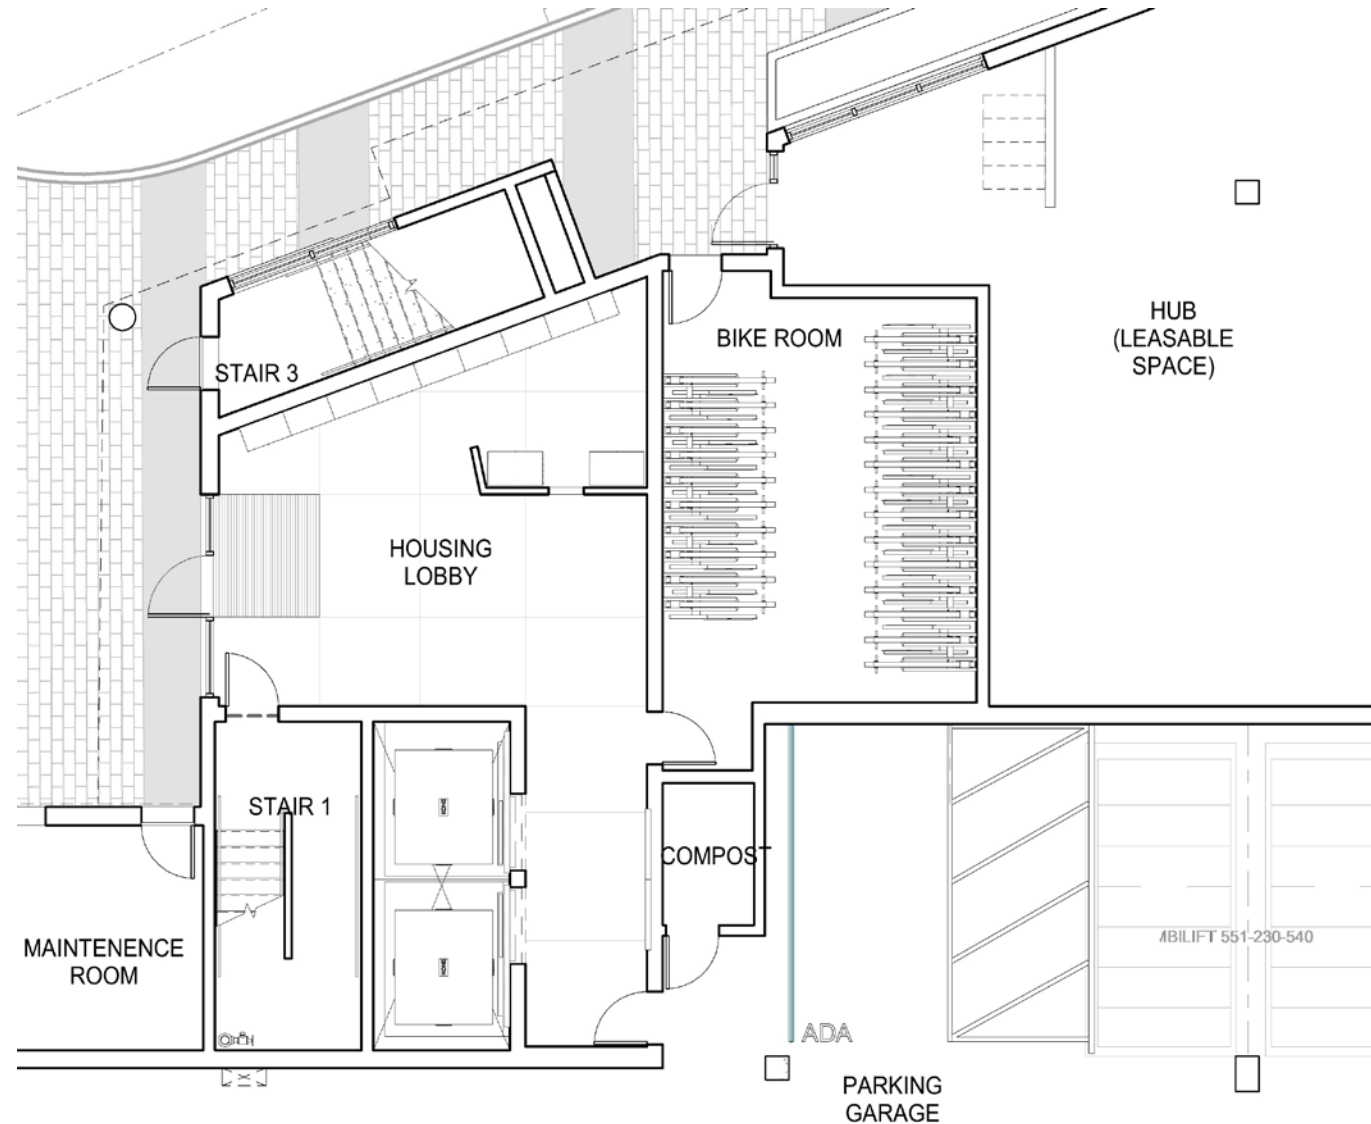 HUB
(LEASABLE
SPACE)
BIKE ROOM
STAIR 3
HOUSING
LOBBY
STAIR 1
COMPOST
MAINTENENCE
ROOM
551-230-540
ADA
PARKING
GARAGE